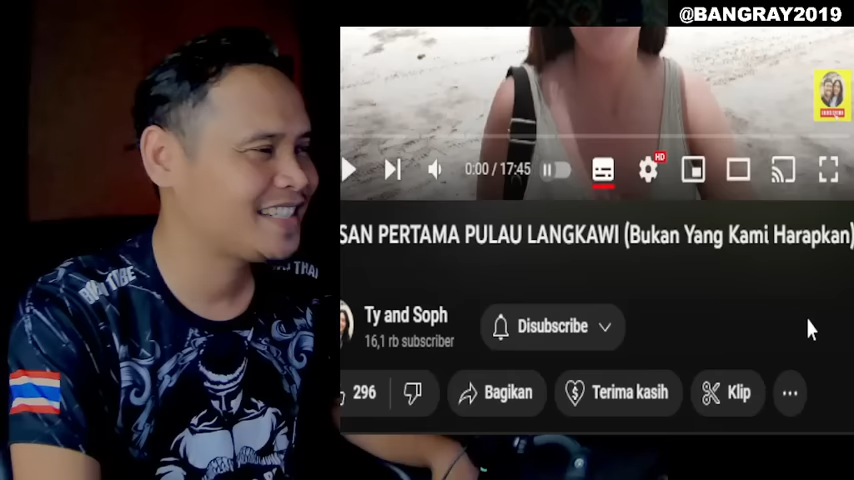 @BANGRAY2019
HD
0:00 / 17:45
SAN PERTAMA PULAU LANGKAWI (Bukan Yang Kami Harapkan)
Ty and Soph
Disubscribe
16,1 rb subscriber
296
Bagikan
Terima kasih
Klip